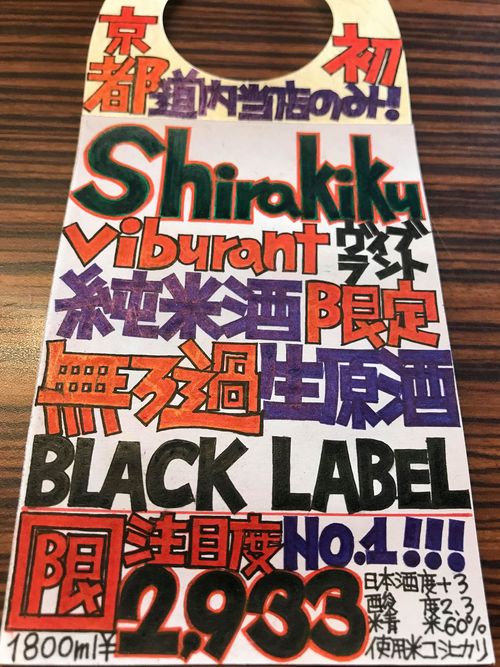 京都 初
道内当店のみ!
Shirakiku
Viburant ヴィブラント
純米酒 限定
無ろ過生原酒
BLACK LABEL
限 注目度 NO.1!!!
1800ml ¥2,933
日本酒度+3
酸度2.3
精米60%
使用米コシヒカリ